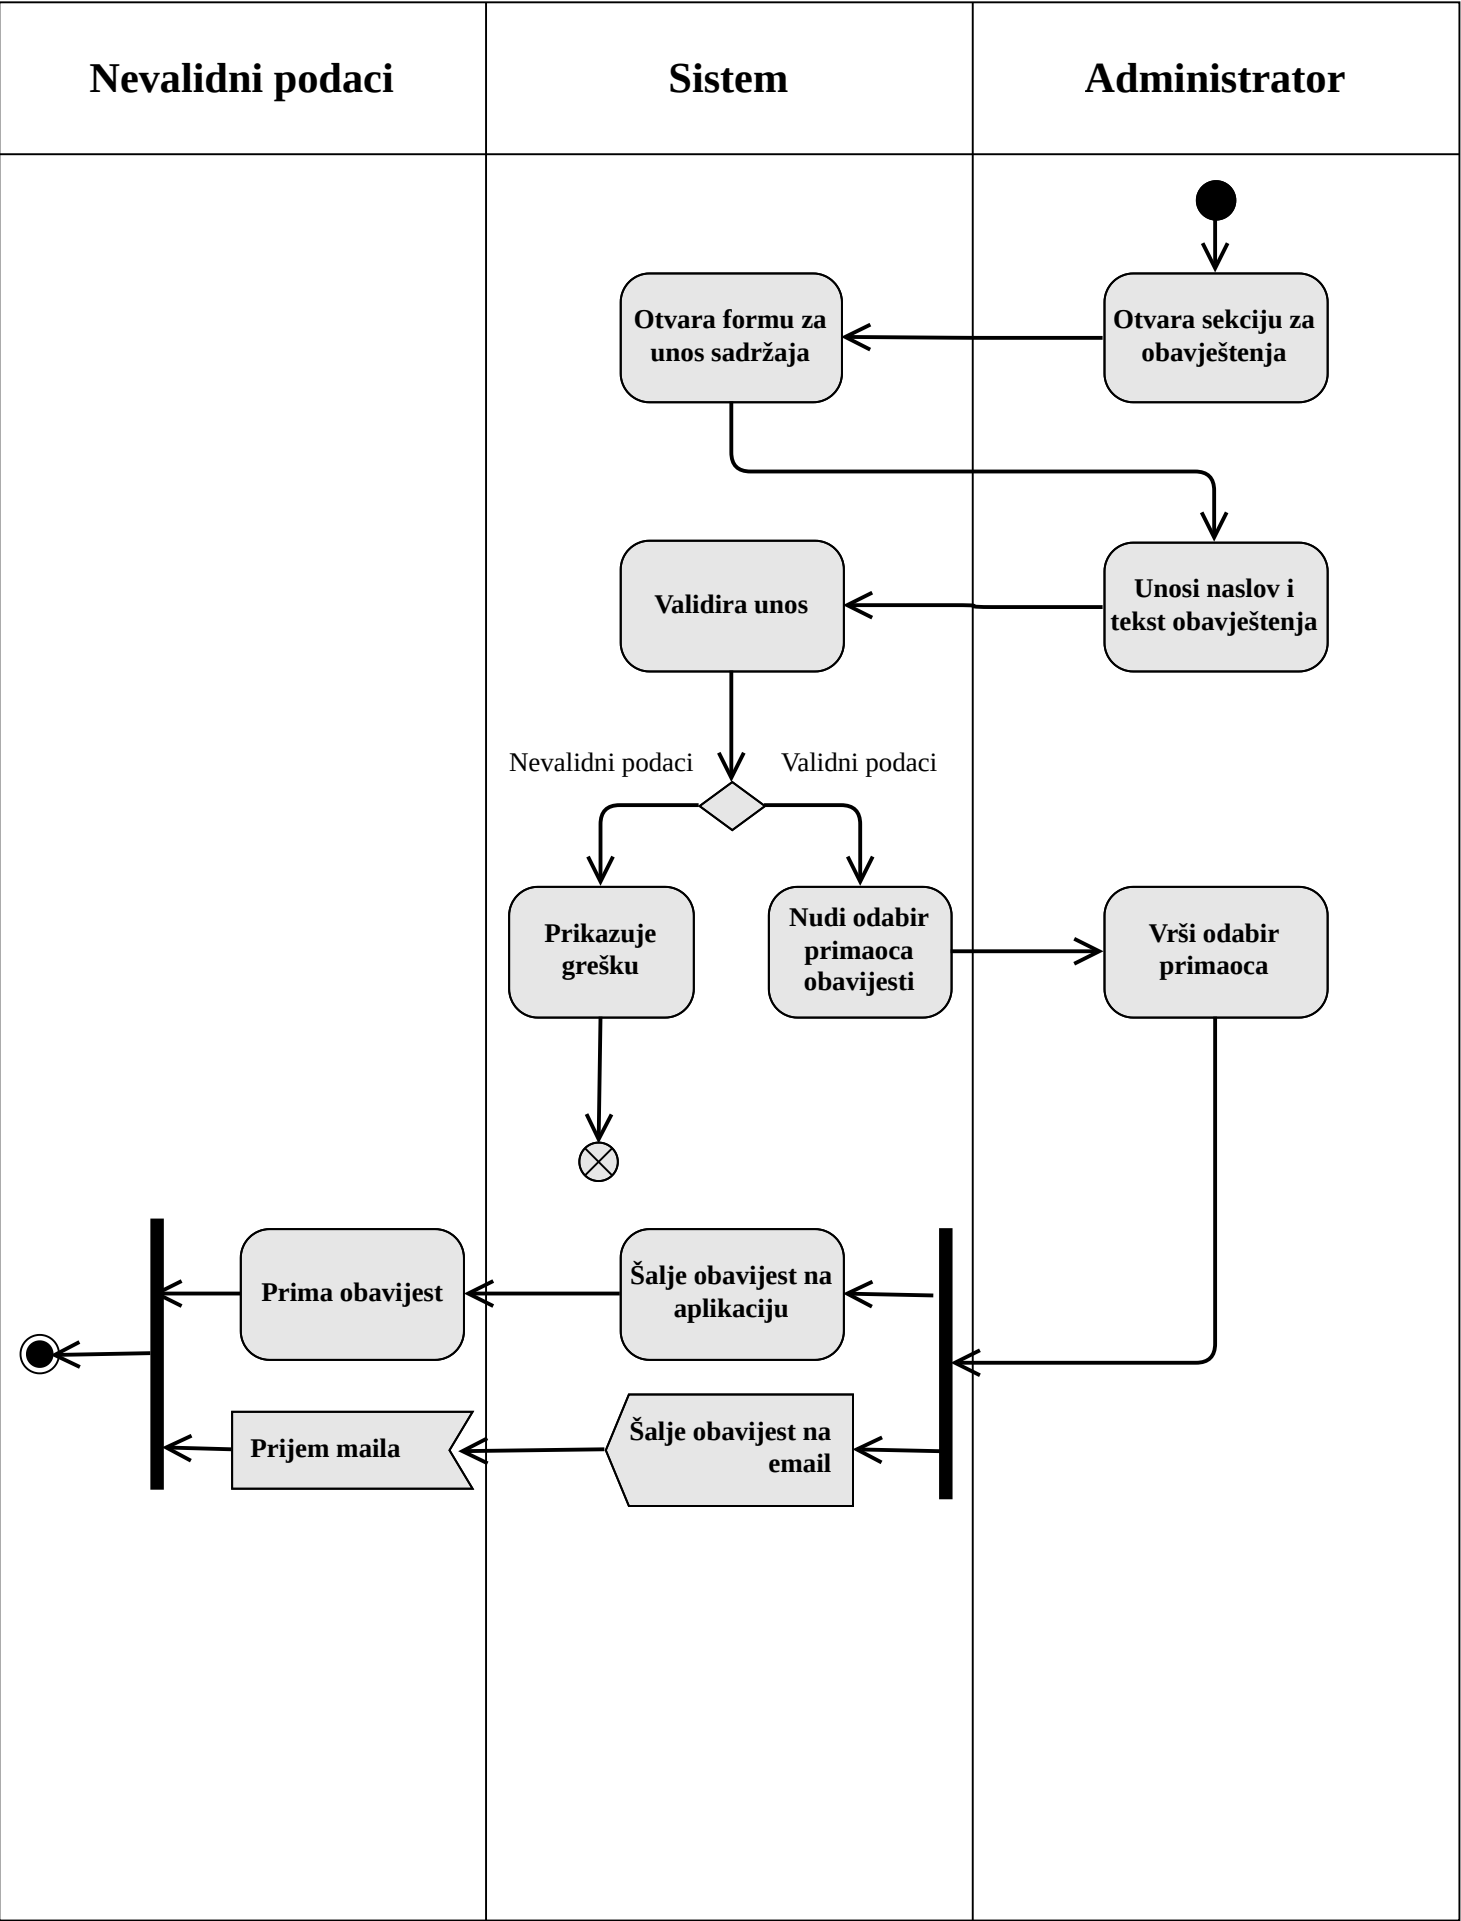 Nevalidni podaci
Sistem
Administrator
Otvara formu za
unos sadržaja
Otvara sekciju za
obavještenja
Validira unos
Unosi naslov i
tekst obavještenja
Nevalidni podaci
Validni podaci
Prikazuje
grešku
Nudi odabir
primaoca
obavijesti
Vrši odabir
primaoca
Prima obavijest
Šalje obavijest na
aplikaciju
Prijem maila
Šalje obavijest na
email